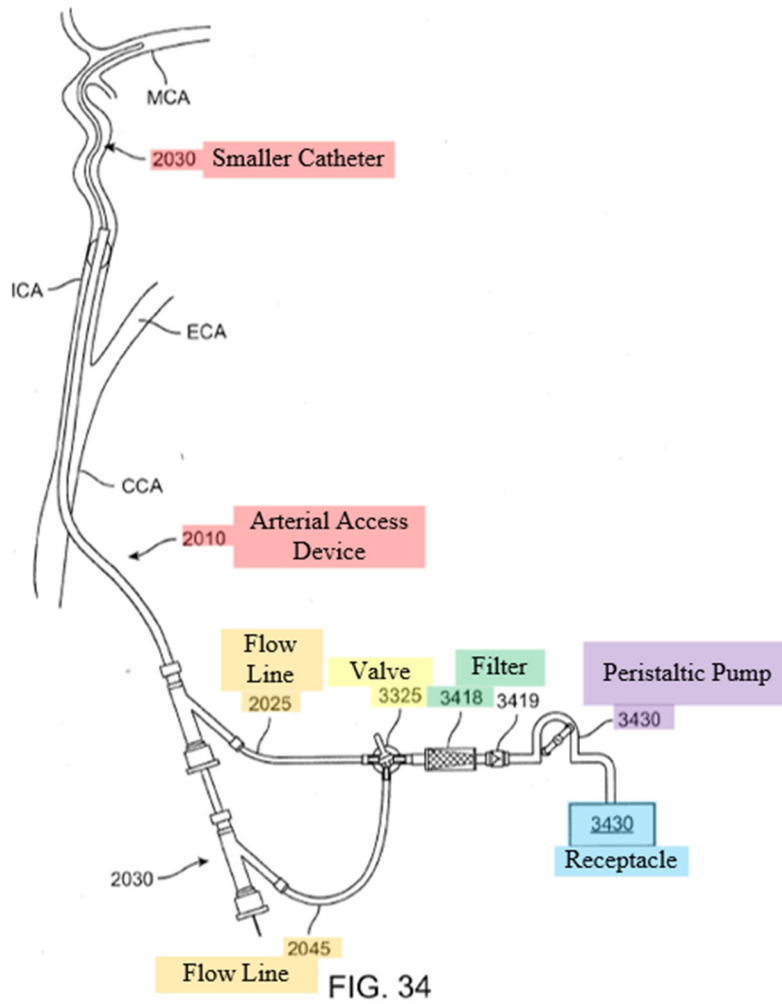 MCA
2030 Smaller Catheter
ICA
ECA
CCA
2010 Arterial Access
Device
Flow
Line
2025
Valve
3325
Filter
3418
3419
Peristaltic Pump
3430
3430
Receptacle
2030
2045
Flow Line
FIG. 34